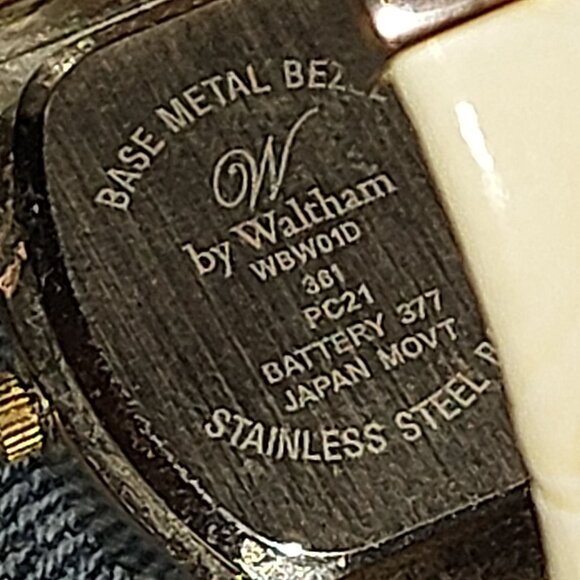 BASE METAL
W
by Waltham
WBW01D
361
PC21
BATTERY 377
JAPAN MOVT
STAINLESS STEEL